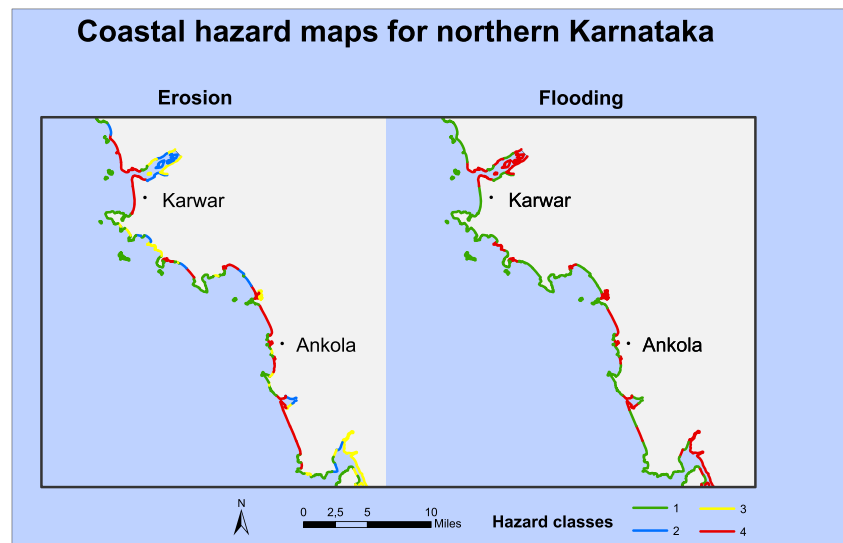 Coastal hazard maps for northern Karnataka
Erosion
Flooding
Karwar
Karwar
Ankola
Ankola
N
0 2,5 5 10
Miles
Hazard classes
1
3
2
4